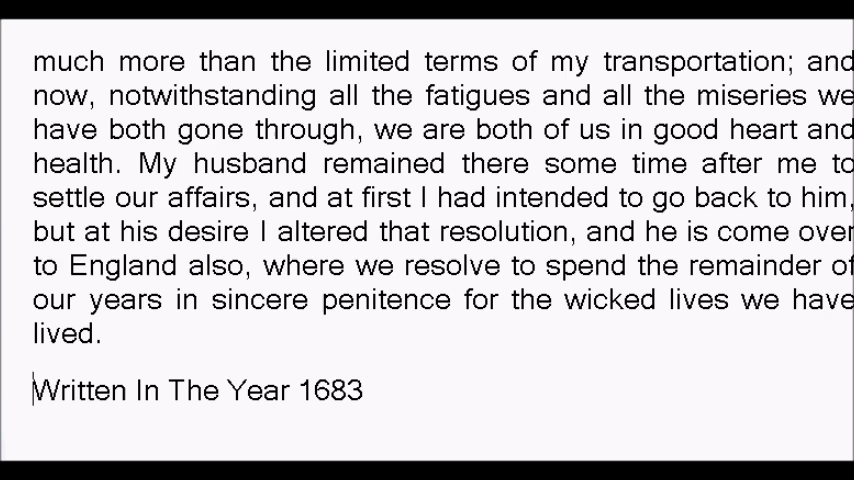 much more than the limited terms of my transportation; and
now, notwithstanding all the fatigues and all the miseries we
have both gone through, we are both of us in good heart and
health. My husband remained there some time after me to
settle our affairs, and at first I had intended to go back to him,
but at his desire I altered that resolution, and he is come over
to England also, where we resolve to spend the remainder of
our years in sincere penitence for the wicked lives we have
lived.
Written In The Year 1683